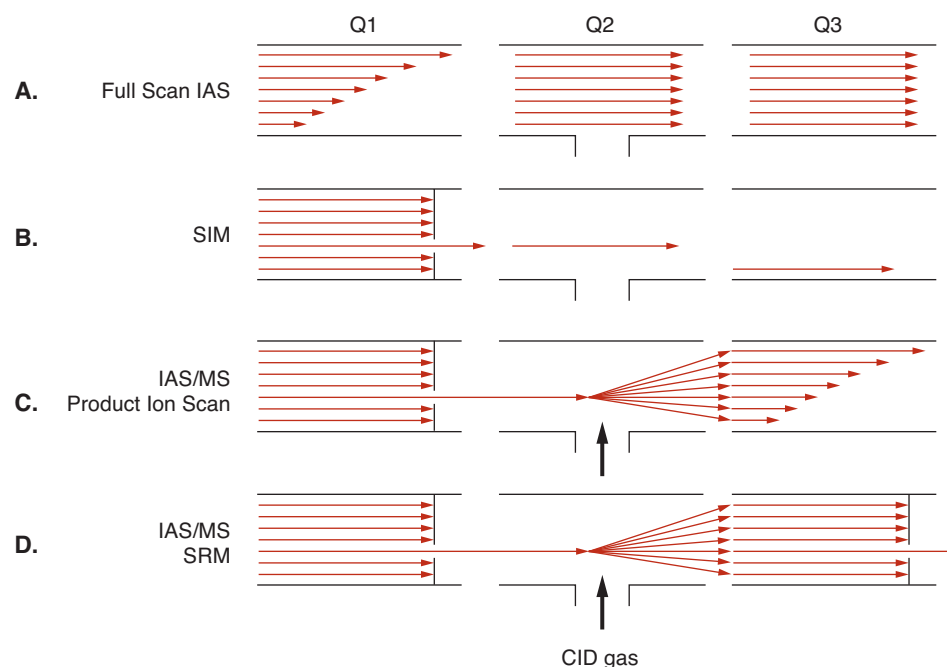 Q1 Q2 Q3
A. Full Scan IAS
B. SIM
C. IAS/MS
Product Ion Scan
D. IAS/MS
SRM
CID gas